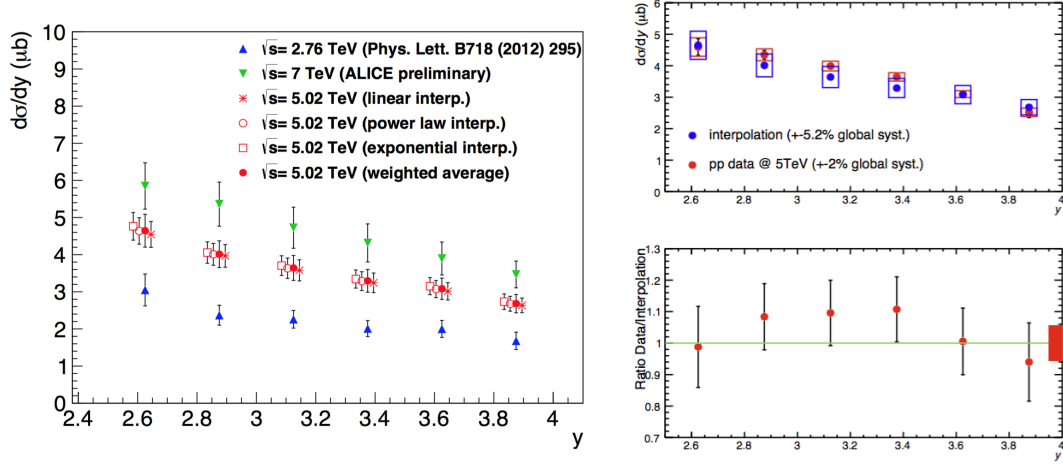 dσ/dy (μb)
10
9
8
7
6
5
4
3
2
1
0
√s= 2.76 TeV (Phys. Lett. B718 (2012) 295)
√s= 7 TeV (ALICE preliminary)
√s= 5.02 TeV (linear interp.)
√s= 5.02 TeV (power law interp.)
√s= 5.02 TeV (exponential interp.)
√s= 5.02 TeV (weighted average)
2.4 2.6 2.8 3 3.2 3.4 3.6 3.8 4
y
dσ/dy (μb)
6
5
4
3
2
1
0
interpolation (+-5.2% global syst.)
pp data @ 5TeV (+-2% global syst.)
2.6 2.8 3 3.2 3.4 3.6 3.8 4
y
Ratio Data/Interpolation
1.3
1.2
1.1
1
0.9
0.8
0.7
2.6 2.8 3 3.2 3.4 3.6 3.8 4
y